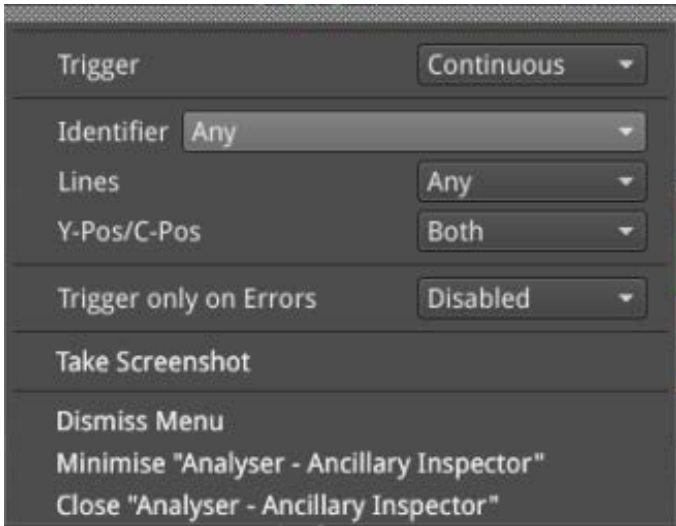 Trigger Continuous
Identifier Any
Lines Any
Y-Pos/C-Pos Both
Trigger only on Errors Disabled
Take Screenshot
Dismiss Menu
Minimise "Analyser - Ancillary Inspector"
Close "Analyser - Ancillary Inspector"